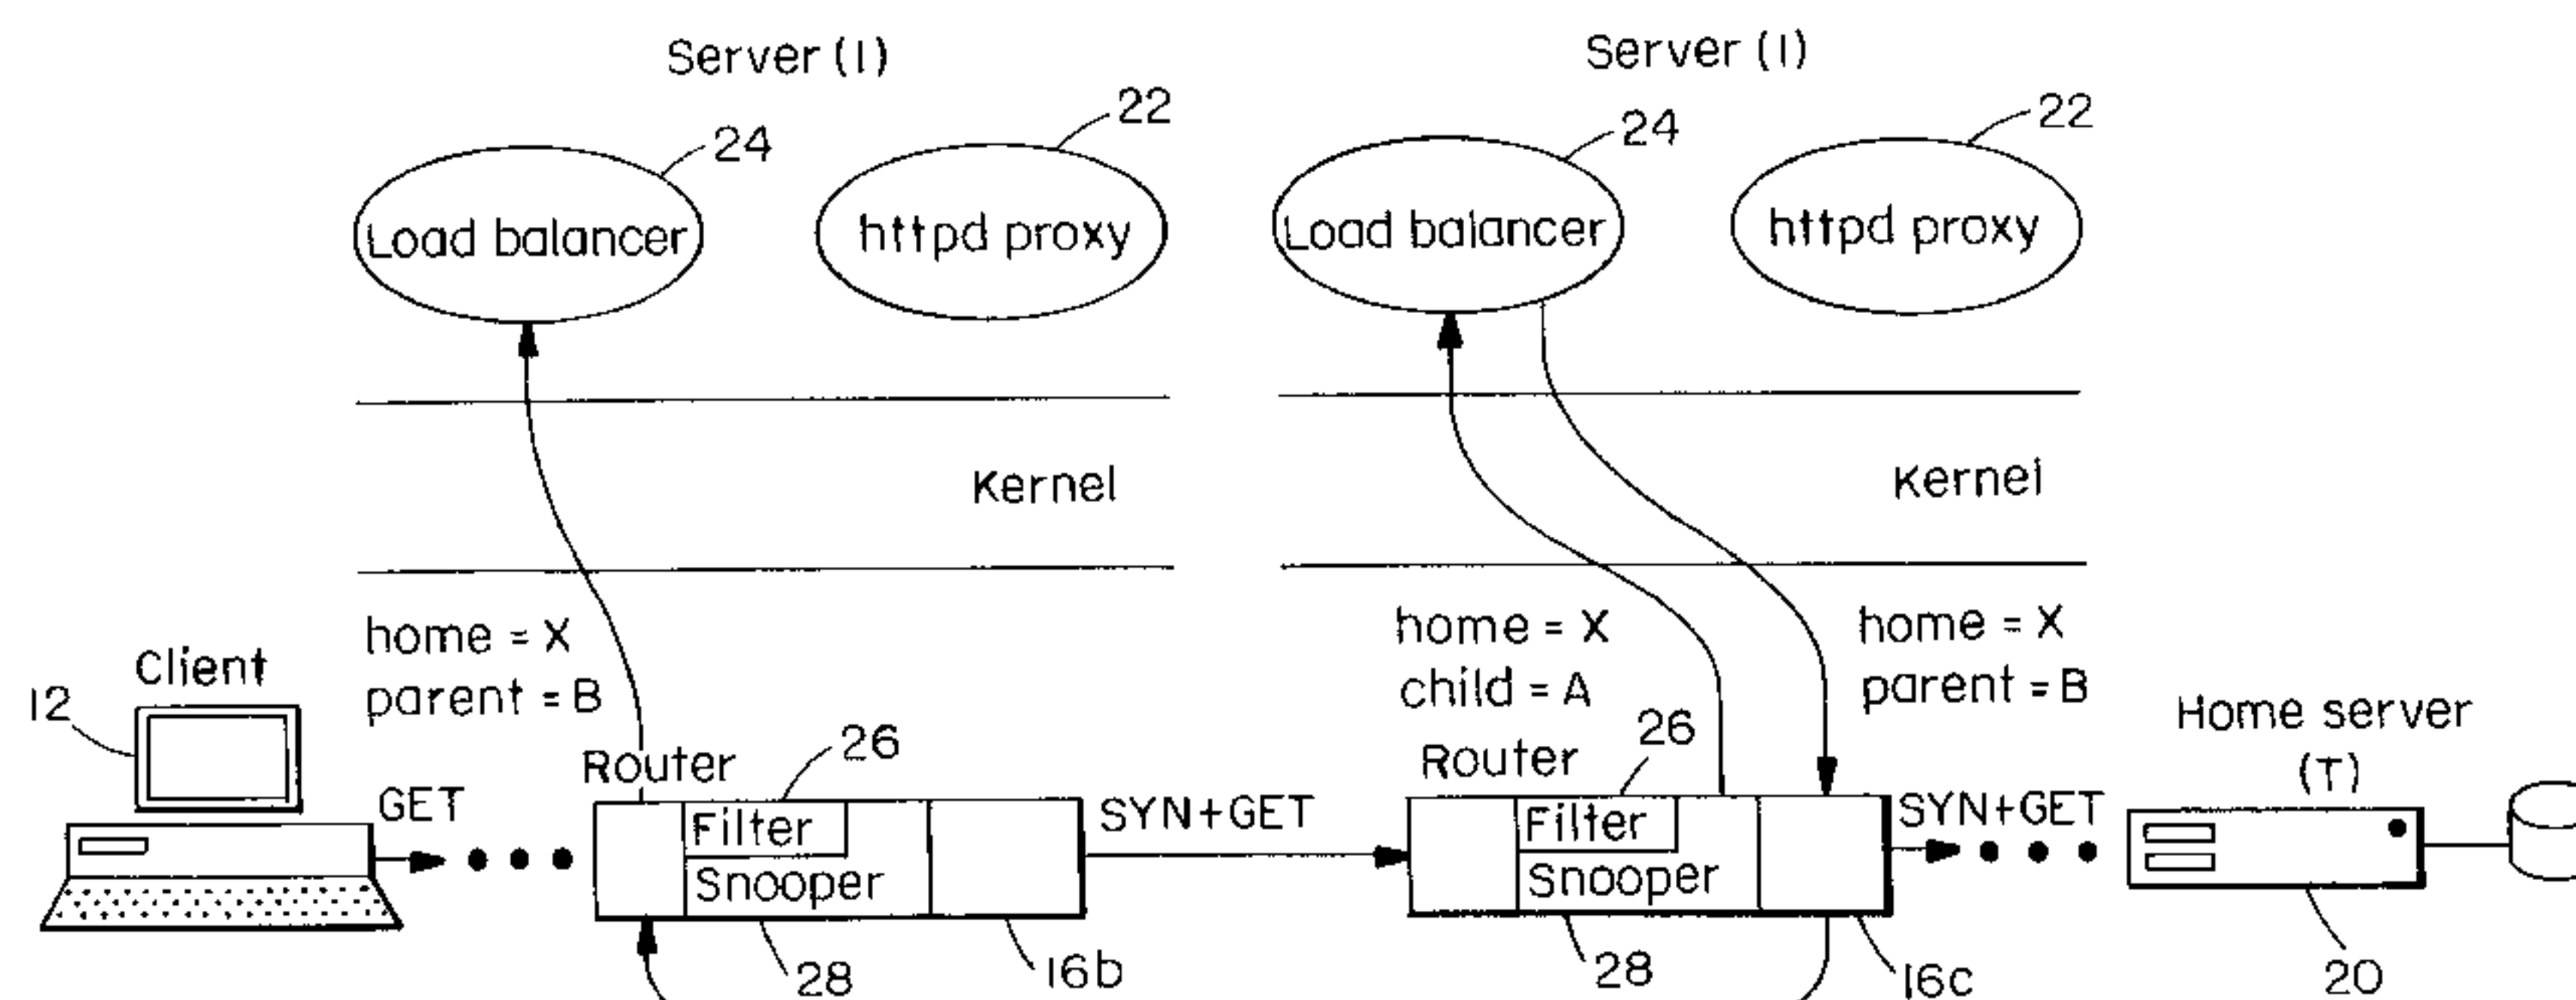 Server (I)
Server (I)
24
22
24
22
Load balancer
httpd proxy
Load balancer
httpd proxy
Kernel
Kernel
home = X
parent = B
home = X
child = A
home = X
parent = B
Client
12
GET
Router
26
Filter
Snooper
28
16b
SYN+GET
Router
26
Filter
Snooper
28
16c
SYN+GET
Home server
(T)
20